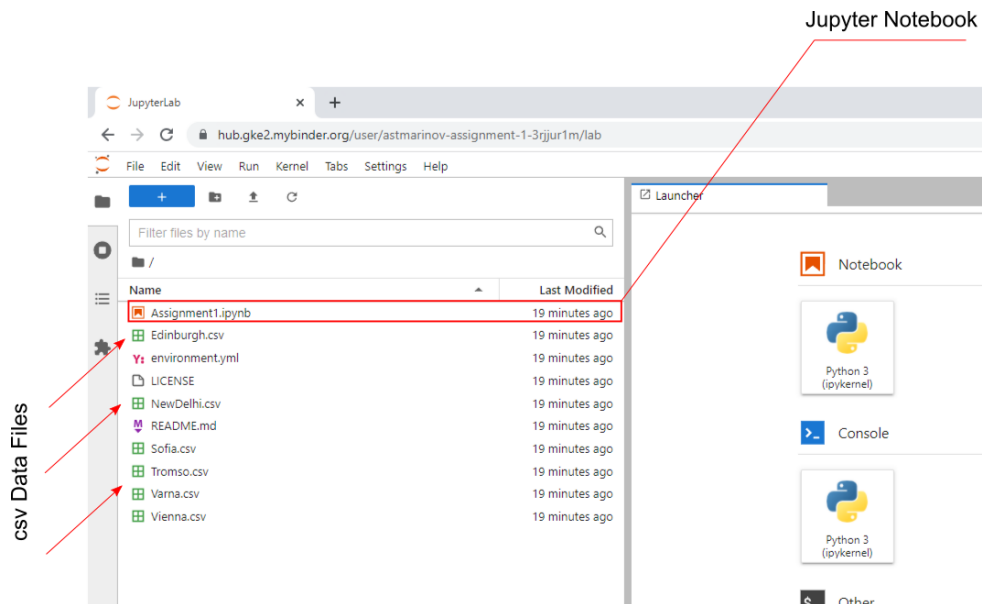 Jupyter Notebook
JupyterLab
hub.gke2.mybinder.org/user/astmarinov-assignment-1-3rjjur1m/lab
File Edit View Run Kernel Tabs Settings Help
Launcher
Filter files by name
/
Notebook
Name Last Modified
Assignment1.ipynb 19 minutes ago
Edinburgh.csv 19 minutes ago
Y: environment.yml 19 minutes ago
LICENSE 19 minutes ago
NewDelhi.csv 19 minutes ago
M README.md 19 minutes ago
Sofia.csv 19 minutes ago
Tromso.csv 19 minutes ago
Varna.csv 19 minutes ago
Vienna.csv 19 minutes ago
Python 3
(ipykernel)
Console
Python 3
(ipykernel)
$_ Other
csv Data Files